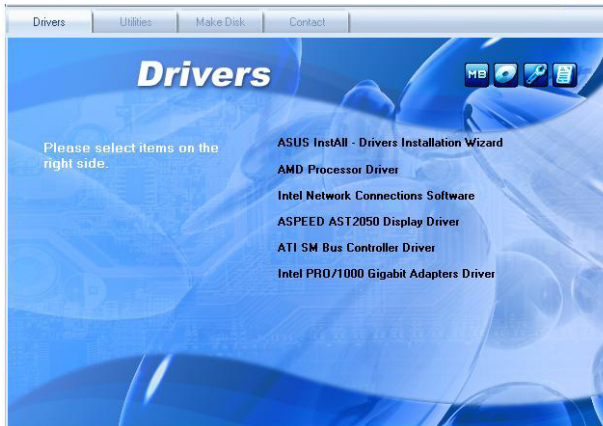 Drivers
Utilities
Make Disk
Contact
Drivers
MB
Please select items on the
right side.
ASUS InstAll - Drivers Installation Wizard
AMD Processor Driver
Intel Network Connections Software
ASPEED AST2050 Display Driver
ATI SM Bus Controller Driver
Intel PRO/1000 Gigabit Adapters Driver